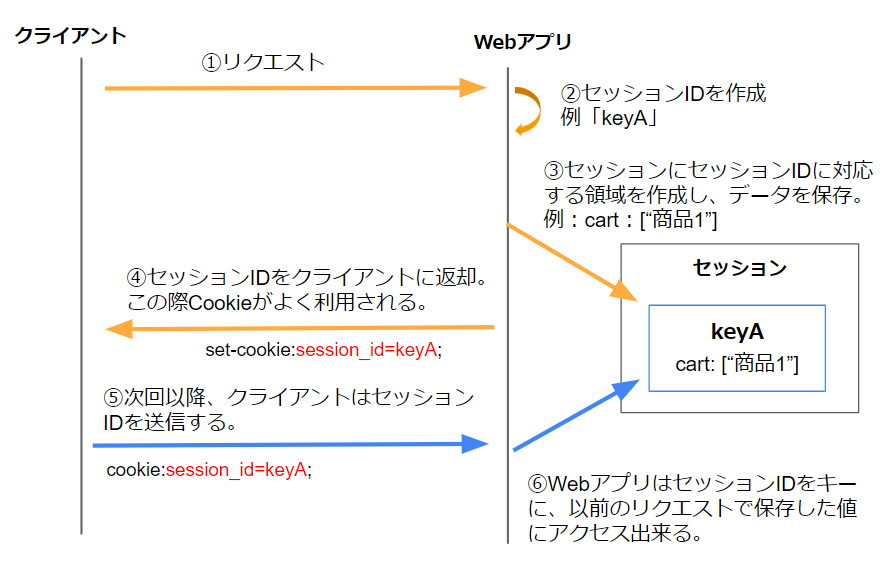 クライアント
Webアプリ
①リクエスト
②セッションIDを作成
例「keyA」
③セッションにセッションIDに対応
する領域を作成し、データを保存。
例：cart：[“商品1”]
セッション
keyA
cart: [“商品1”]
④セッションIDをクライアントに返却。
この際Cookieがよく利用される。
set-cookie:session_id=keyA;
⑤次回以降、クライアントはセッション
IDを送信する。
cookie:session_id=keyA;
⑥WebアプリはセッションIDをキー
に、以前のリクエストで保存した値
にアクセス出来る。